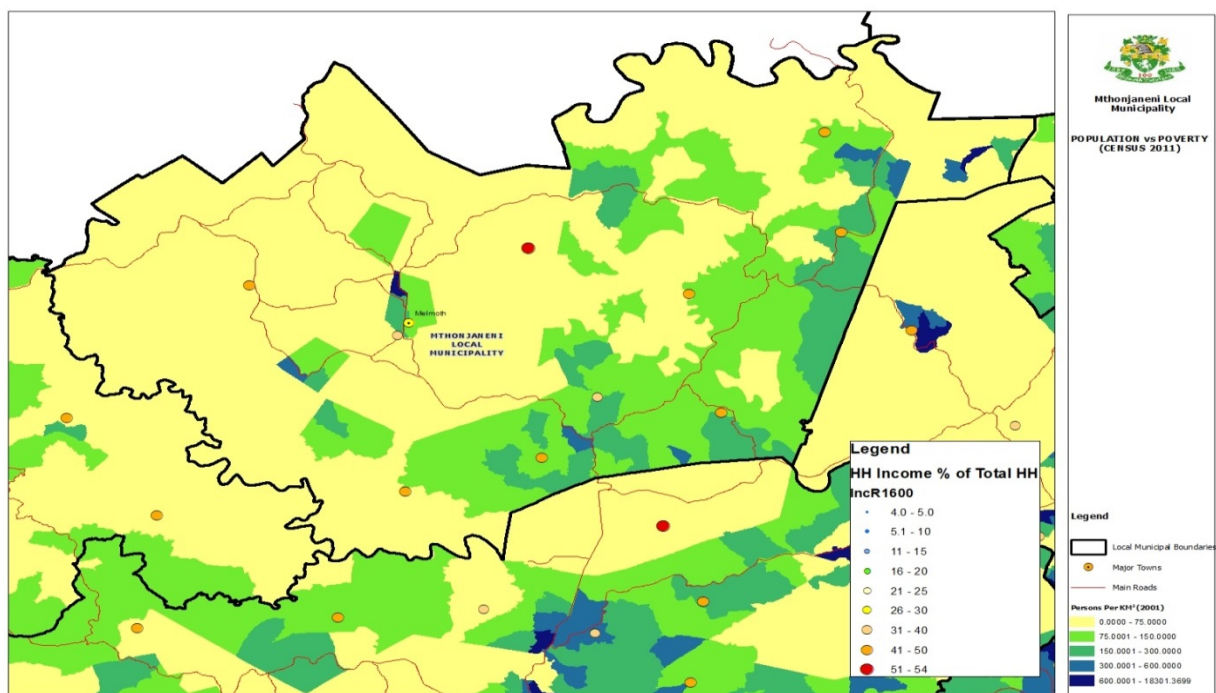 Melmoth
MTHONJANENI
LOCAL
MUNICIPALITY
Legend
HH Income % of Total HH
IncR1600
4.0 - 5.0
5.1 - 10
11 - 15
16 - 20
21 - 25
26 - 30
31 - 40
41 - 50
51 - 54
Mthonjaneni Local
Municipality
POPULATION vs POVERTY
(CENSUS 2011)
Legend
Local Municipal Boundaries
Major Towns
Main Roads
Persons Per KM² (2001)
0.0000 - 75.0000
75.0001 - 150.0000
150.0001 - 300.0000
300.0001 - 600.0000
600.0001 - 18301.3699